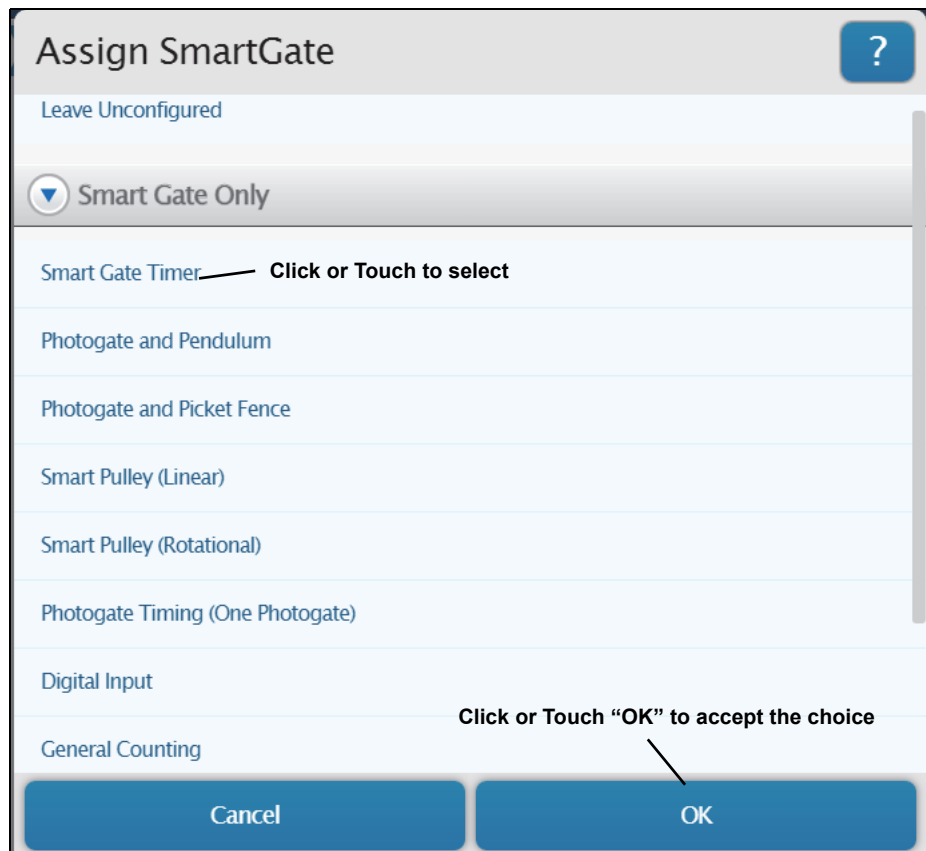 Assign SmartGate
?
Leave Unconfigured
Smart Gate Only
Smart Gate Timer
Click or Touch to select
Photogate and Pendulum
Photogate and Picket Fence
Smart Pulley (Linear)
Smart Pulley (Rotational)
Photogate Timing (One Photogate)
Digital Input
Click or Touch “OK” to accept the choice
General Counting
Cancel
OK